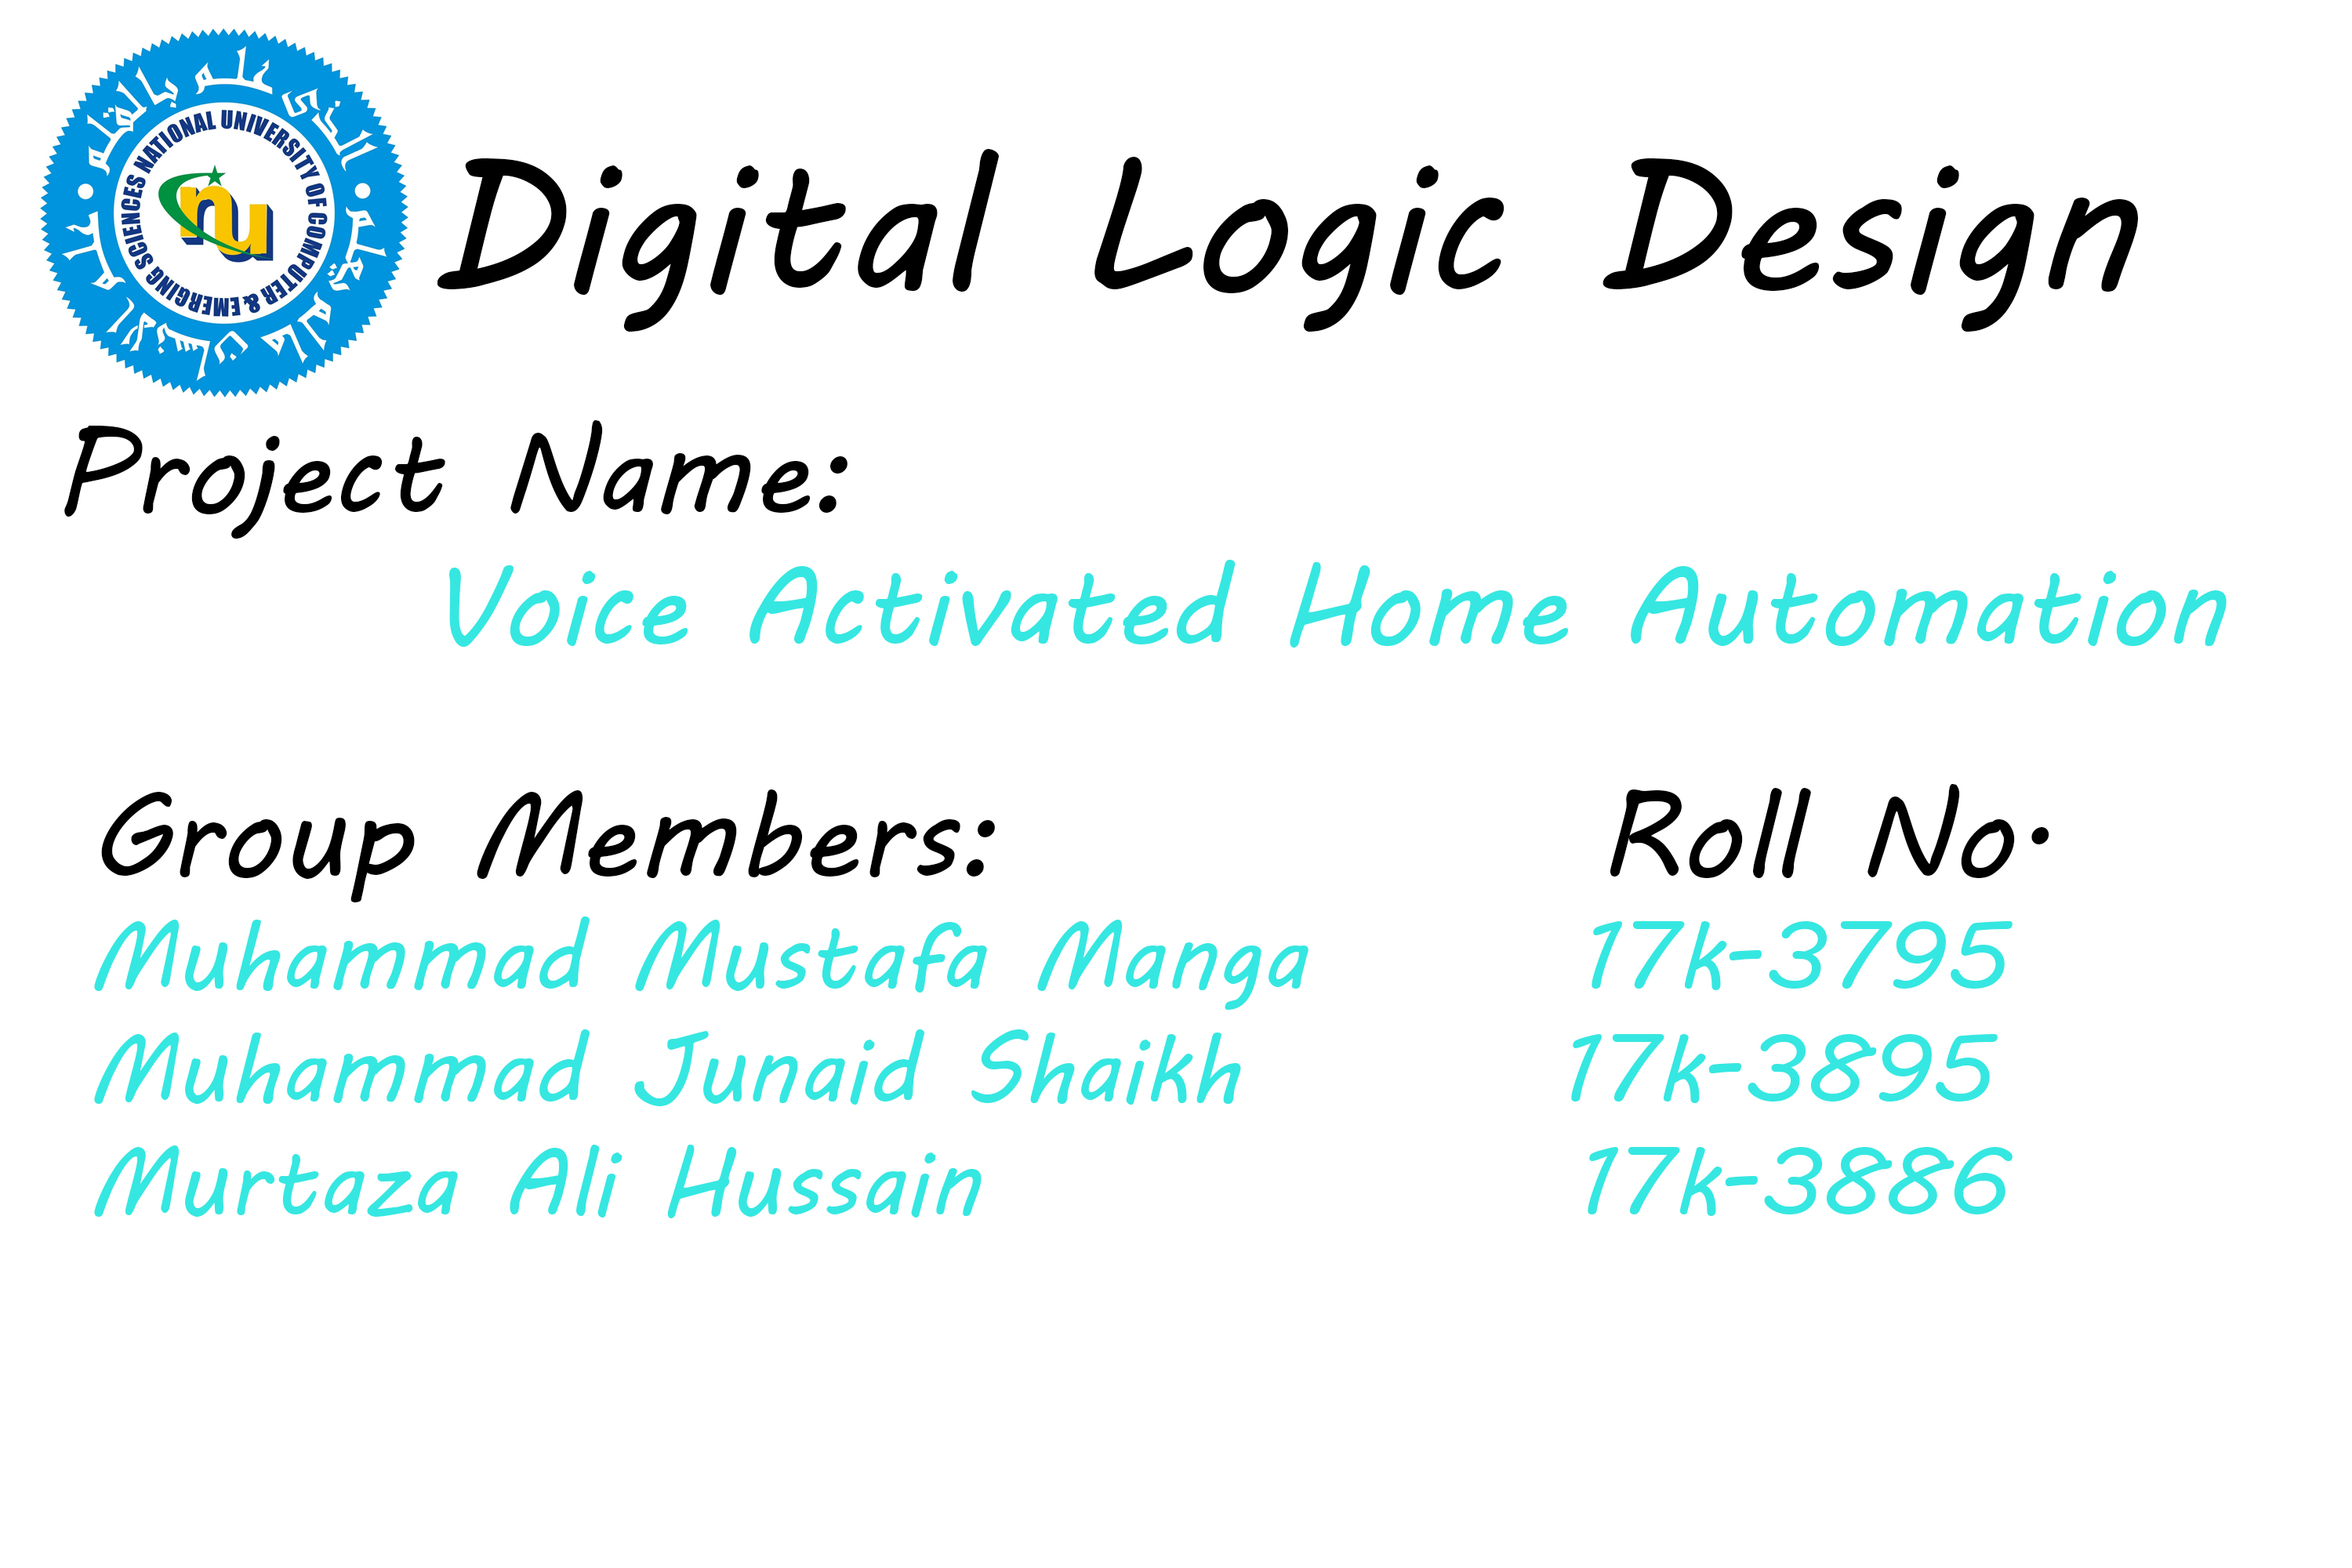 NATIONAL UNIVERSITY OF COMPUTER & EMERGING SCIENCES
nu
Digital Logic Design
Project Name:
Voice Activated Home Automation
Group Members: Roll No.
Muhammad Mustafa Manga 17k-3795
Muhammad Junaid Shaikh 17k-3895
Murtaza Ali Hussain 17k-3886